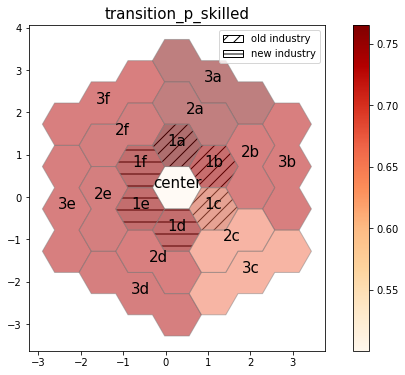 transition_p_skilled
old industry
new industry
3a
3f
2a
2f
1a
2b
1f
1b
3b
center
2e
3e
1e
1c
1d
2c
2d
3c
3d
4
3
2
1
0
−1
−2
−3
−3
−2
−1
0
1
2
3
0.75
0.70
0.65
0.60
0.55